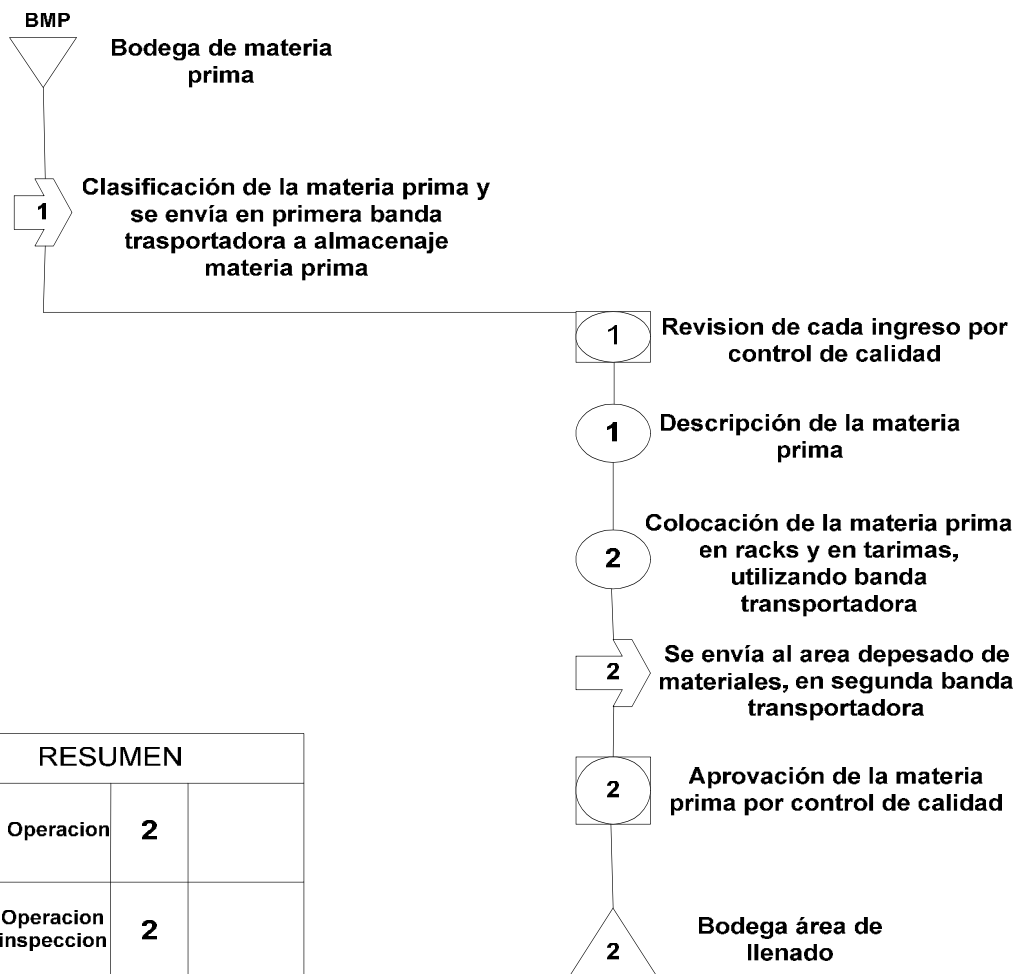 BMP
Bodega de materia
prima
1
Clasificación de la materia prima y
se envía en primera banda
trasportadora a almacenaje
materia prima
1
Revision de cada ingreso por
control de calidad
1
Descripción de la materia
prima
2
Colocación de la materia prima
en racks y en tarimas,
utilizando banda
transportadora
2
Se envía al area depesado de
materiales, en segunda banda
transportadora
2
Aprovación de la materia
prima por control de calidad
2
Bodega área de
llenado
RESUMEN
Operacion 2
Operacion
inspeccion 2